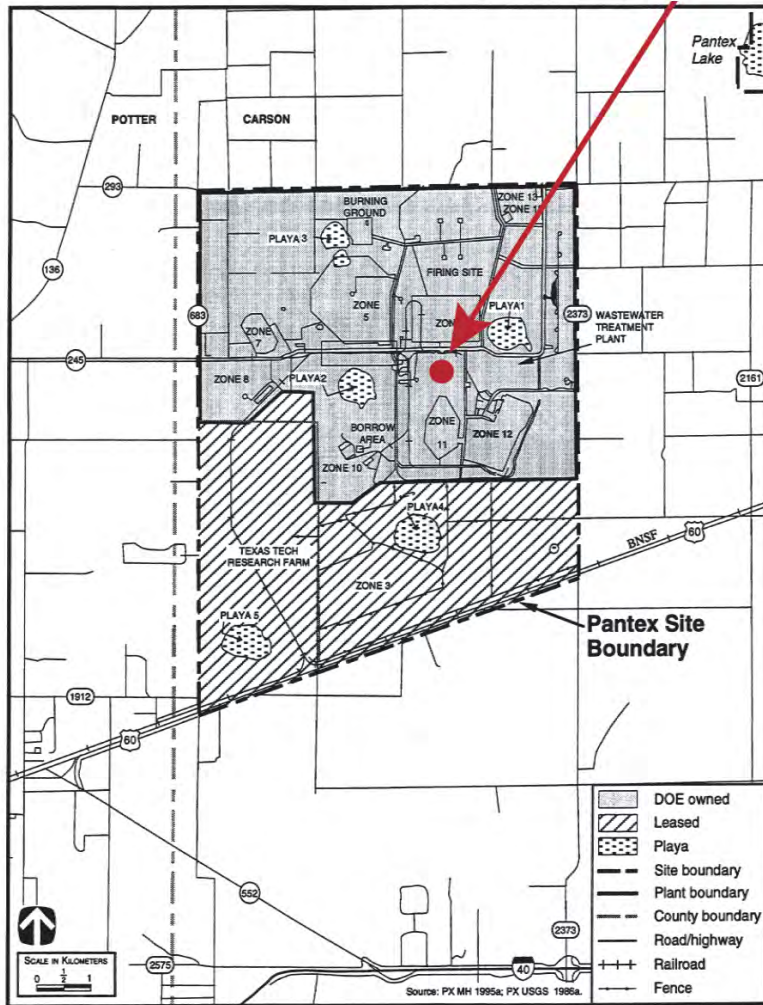 Pantex
Lake
POTTER
CARSON
293
BURNING
GROUND
ZONE 13
PLAYA 3
136
FIRING SITE
ZONE
5
PLAYA1
683
2373
WASTEWATER
TREATMENT
PLANT
ZONE
7
245
ZONE 8
PLAYA2
2161
BORROW
AREA
ZONE
11
ZONE 12
ZONE 10
PLAYA4
BNSF
60
TEXAS TECH
RESEARCH FARM
ZONE 3
PLAYA 5
Pantex Site
Boundary
1912
60
DOE owned
Leased
Playa
Site boundary
Plant boundary
County boundary
Road/highway
Railroad
Fence
552
2373
SCALE IN KILOMETERS
0 1/2 1
2575
40
Source: PX MH 1995a; PX USGS 1986a.